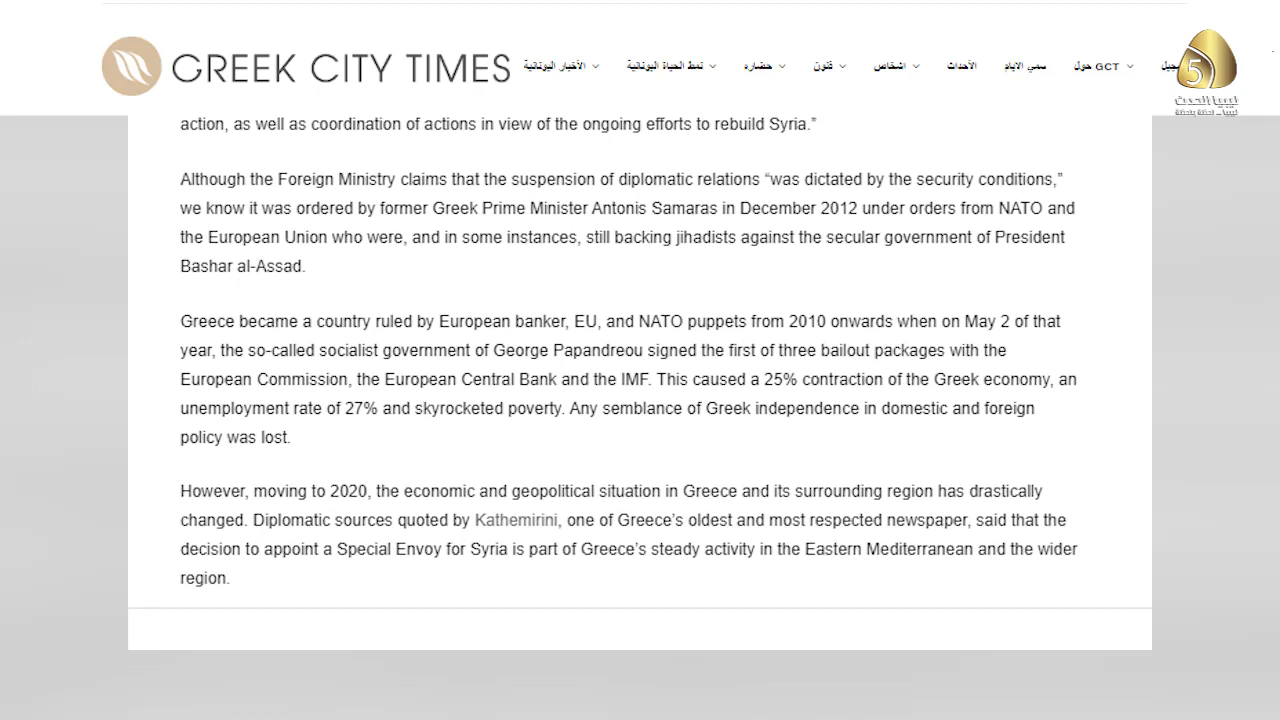 GREEK CITY TIMES
الأخبار اليونانية
نمط الحياة اليونانية
حضاره
فنون
اشخاص
الأحداث
سمي الايام
حول GCT
5
action, as well as coordination of actions in view of the ongoing efforts to rebuild Syria.”
Although the Foreign Ministry claims that the suspension of diplomatic relations “was dictated by the security conditions,”
we know it was ordered by former Greek Prime Minister Antonis Samaras in December 2012 under orders from NATO and
the European Union who were, and in some instances, still backing jihadists against the secular government of President
Bashar al-Assad.
Greece became a country ruled by European banker, EU, and NATO puppets from 2010 onwards when on May 2 of that
year, the so-called socialist government of George Papandreou signed the first of three bailout packages with the
European Commission, the European Central Bank and the IMF. This caused a 25% contraction of the Greek economy, an
unemployment rate of 27% and skyrocketed poverty. Any semblance of Greek independence in domestic and foreign
policy was lost.
However, moving to 2020, the economic and geopolitical situation in Greece and its surrounding region has drastically
changed. Diplomatic sources quoted by Kathemirini, one of Greece’s oldest and most respected newspaper, said that the
decision to appoint a Special Envoy for Syria is part of Greece’s steady activity in the Eastern Mediterranean and the wider
region.